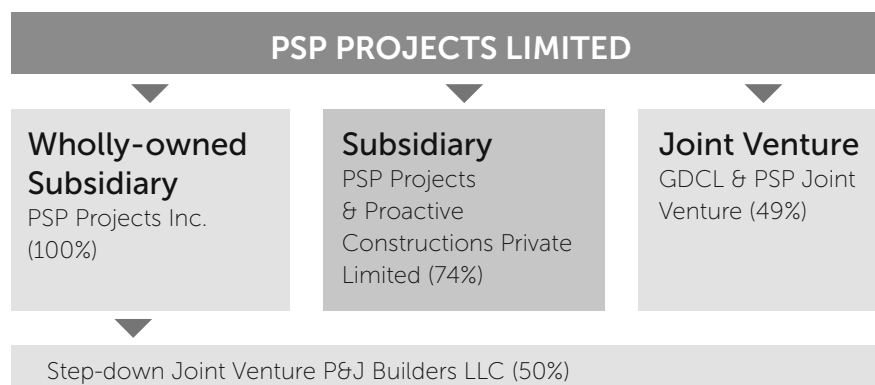 PSP PROJECTS LIMITED
Wholly-owned
Subsidiary
PSP Projects Inc.
(100%)
Subsidiary
PSP Projects
& Proactive
Constructions Private
Limited (74%)
Joint Venture
GDCL & PSP Joint
Venture (49%)
Step-down Joint Venture P&J Builders LLC (50%)